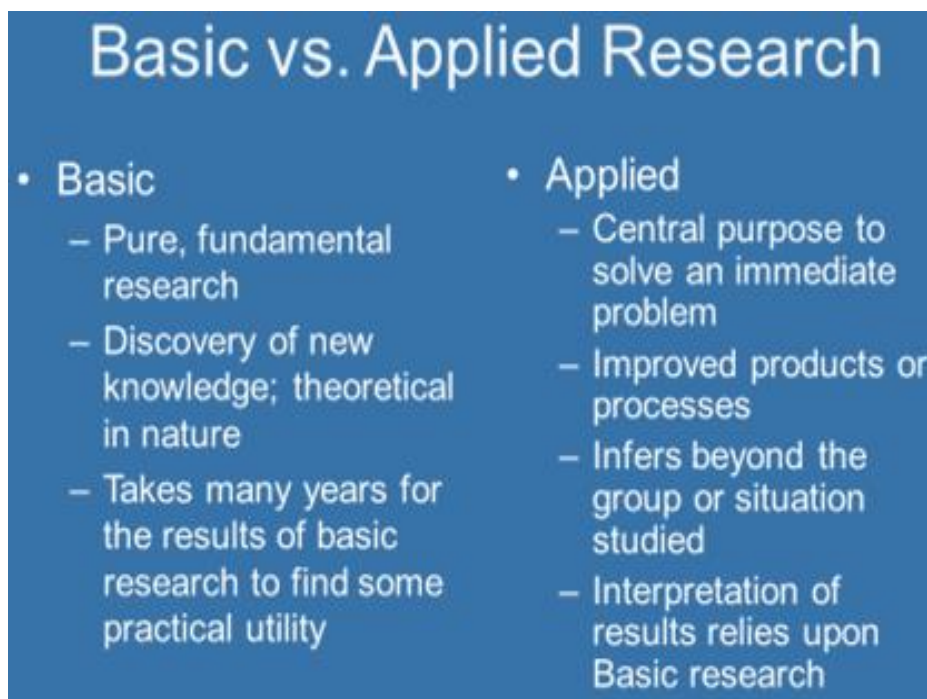 Basic vs. Applied Research
• Basic
– Pure, fundamental
research
– Discovery of new
knowledge; theoretical
in nature
– Takes many years for
the results of basic
research to find some
practical utility
• Applied
– Central purpose to
solve an immediate
problem
– Improved products or
processes
– Infers beyond the
group or situation
studied
– Interpretation of
results relies upon
Basic research